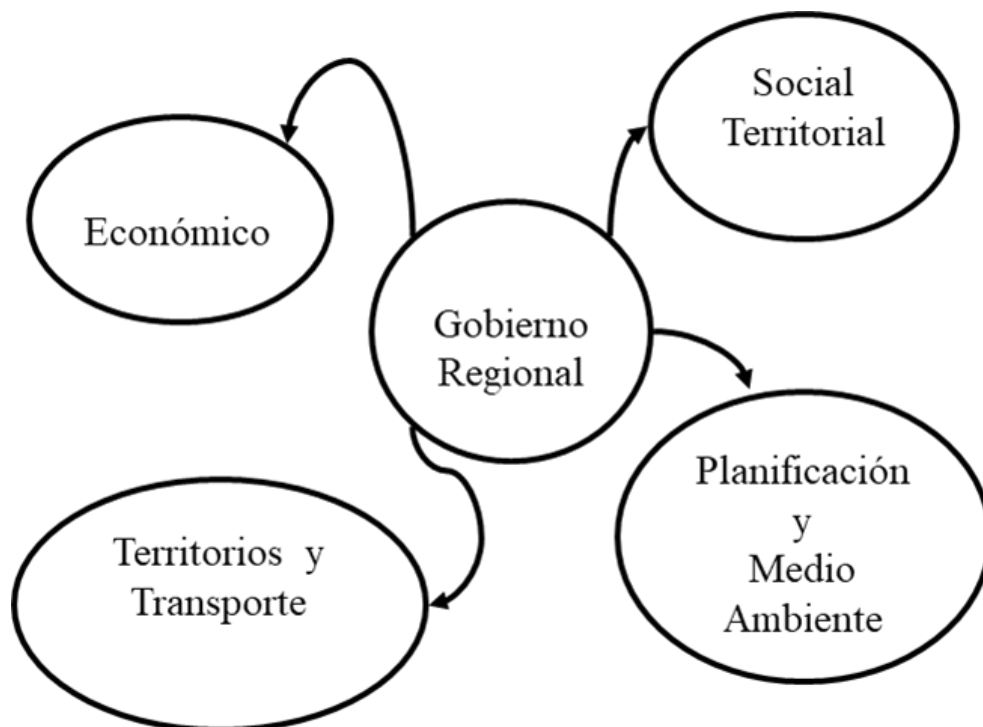 Social
Territorial
Económico
Gobierno
Regional
Planificación
y
Medio
Ambiente
Territorios y
Transporte